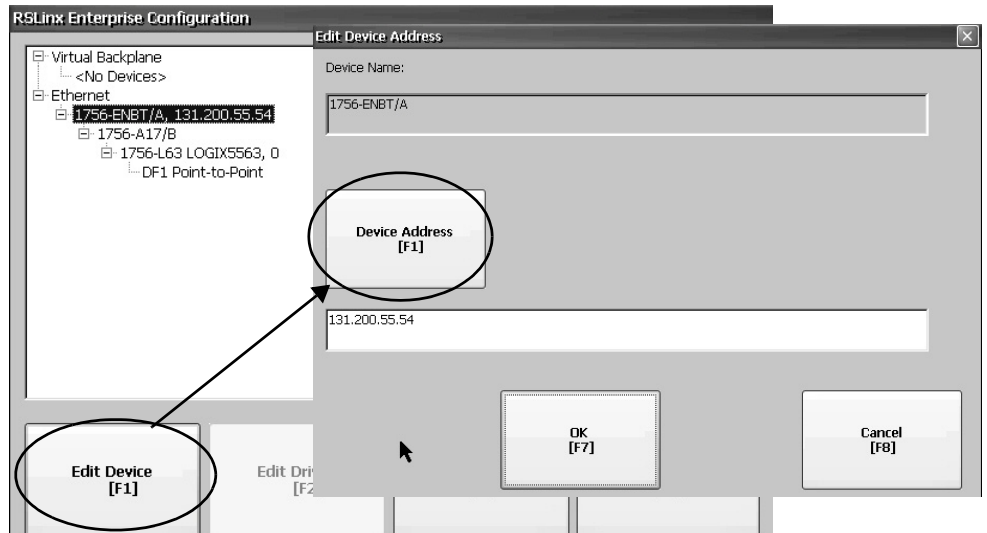 RSLinx Enterprise Configuration
Virtual Backplane
<No Devices>
Ethernet
1756-ENBT/A, 131.200.55.54
1756-A17/B
1756-L63 LOGIX5563, 0
DF1 Point-to-Point
Edit Device
[F1]
Edit Dri
[F2
Edit Device Address
Device Name:
1756-ENBT/A
Device Address
[F1]
131.200.55.54
OK
[F7]
Cancel
[F8]